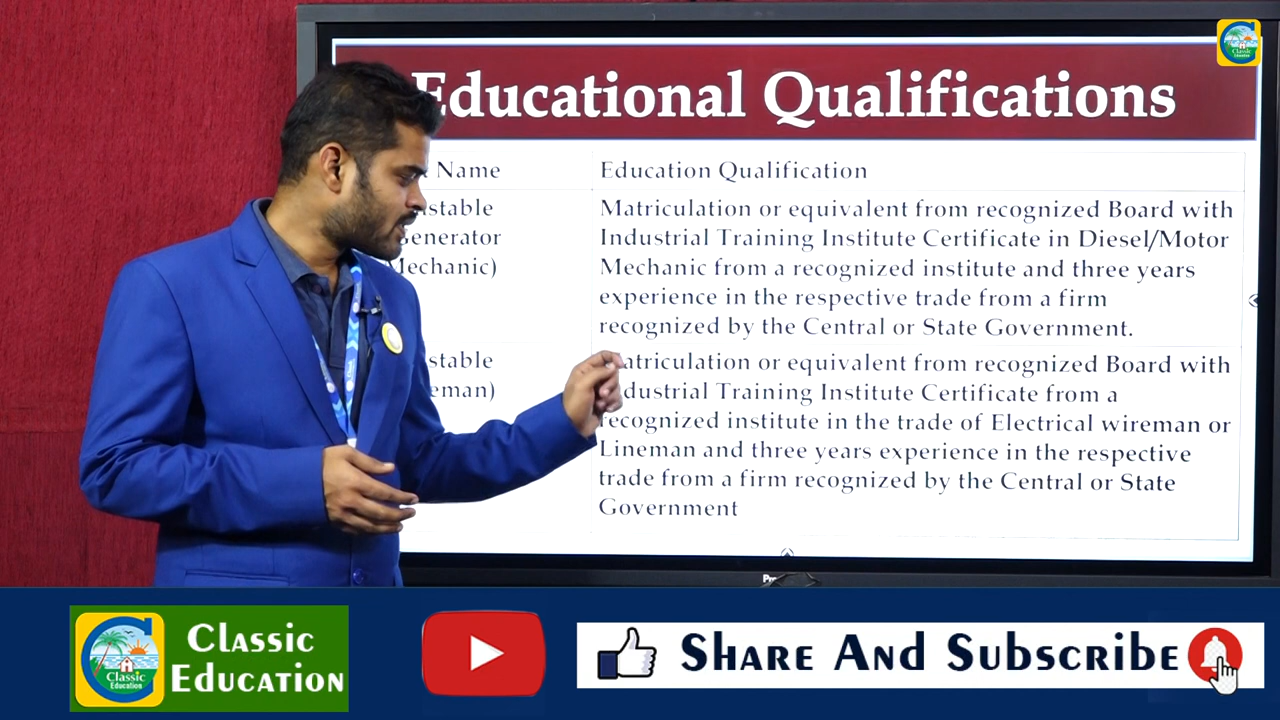 Educational Qualifications
Name
Education Qualification
Generator
Mechanic)
Matriculation or equivalent from recognized Board with
Industrial Training Institute Certificate in Diesel/Motor
Mechanic from a recognized institute and three years
experience in the respective trade from a firm
recognized by the Central or State Government.
atriculation or equivalent from recognized Board with
dustrial Training Institute Certificate from a
recognized institute in the trade of Electrical wireman or
Lineman and three years experience in the respective
trade from a firm recognized by the Central or State
Government
Classic
Education
Classic
Education
Classic
Education
Share And Subscribe